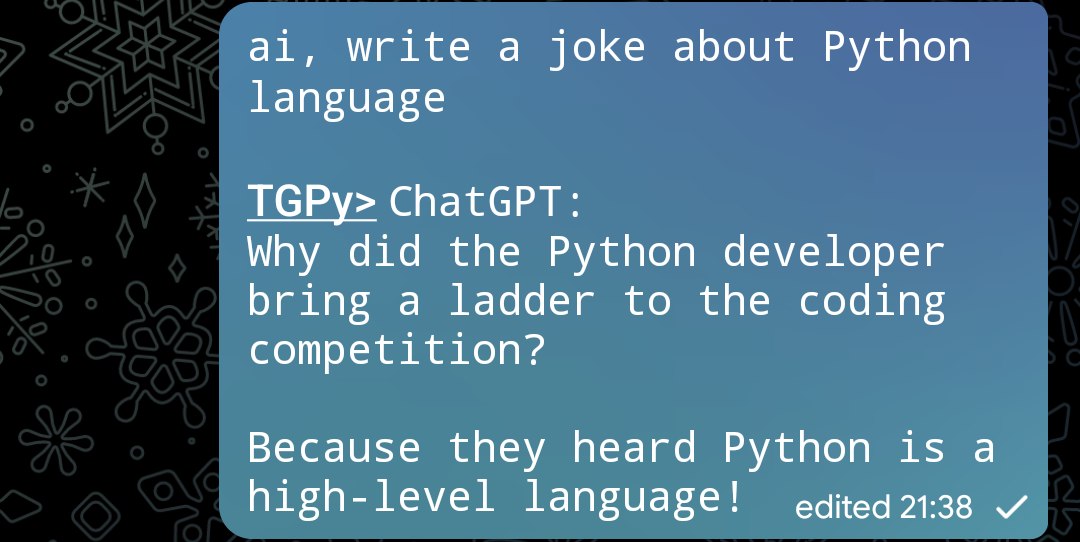 ai, write a joke about Python
language
TGPy> ChatGPT:
Why did the Python developer
bring a ladder to the coding
competition?
Because they heard Python is a
high-level language!
edited 21:38